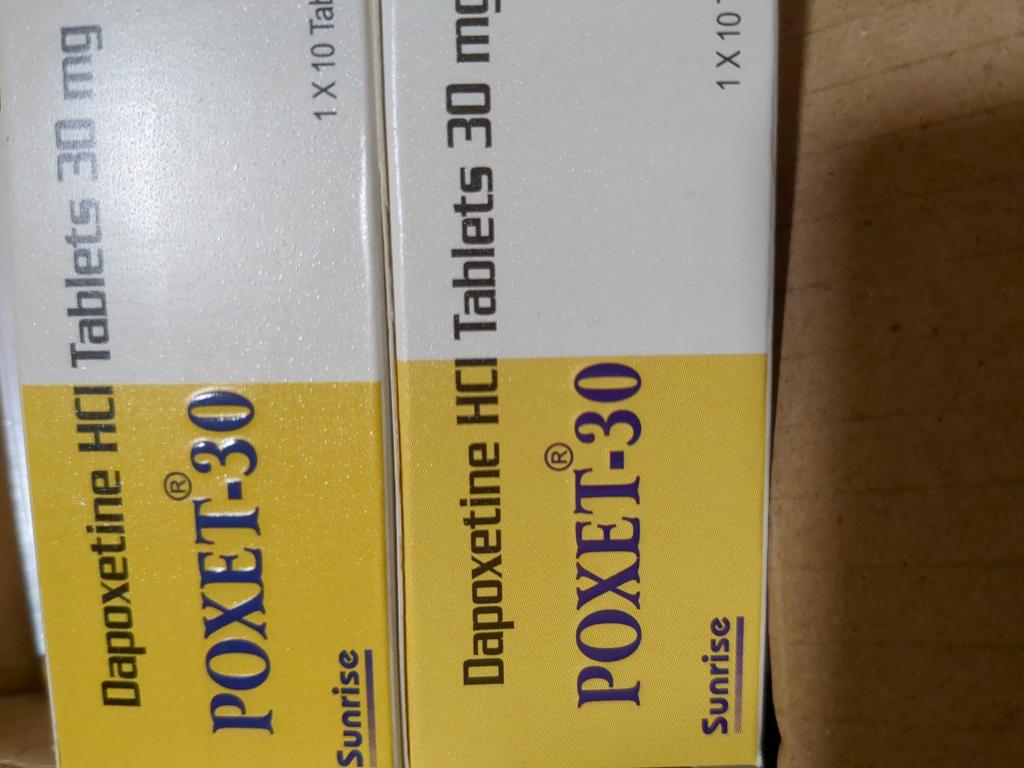 Dapoxetine HCl Tablets 30 mg
POXET®-30
Sunrise
1 X 10 Tab
Dapoxetine HCl Tablets 30 mg
POXET®-30
Sunrise
1 X 10